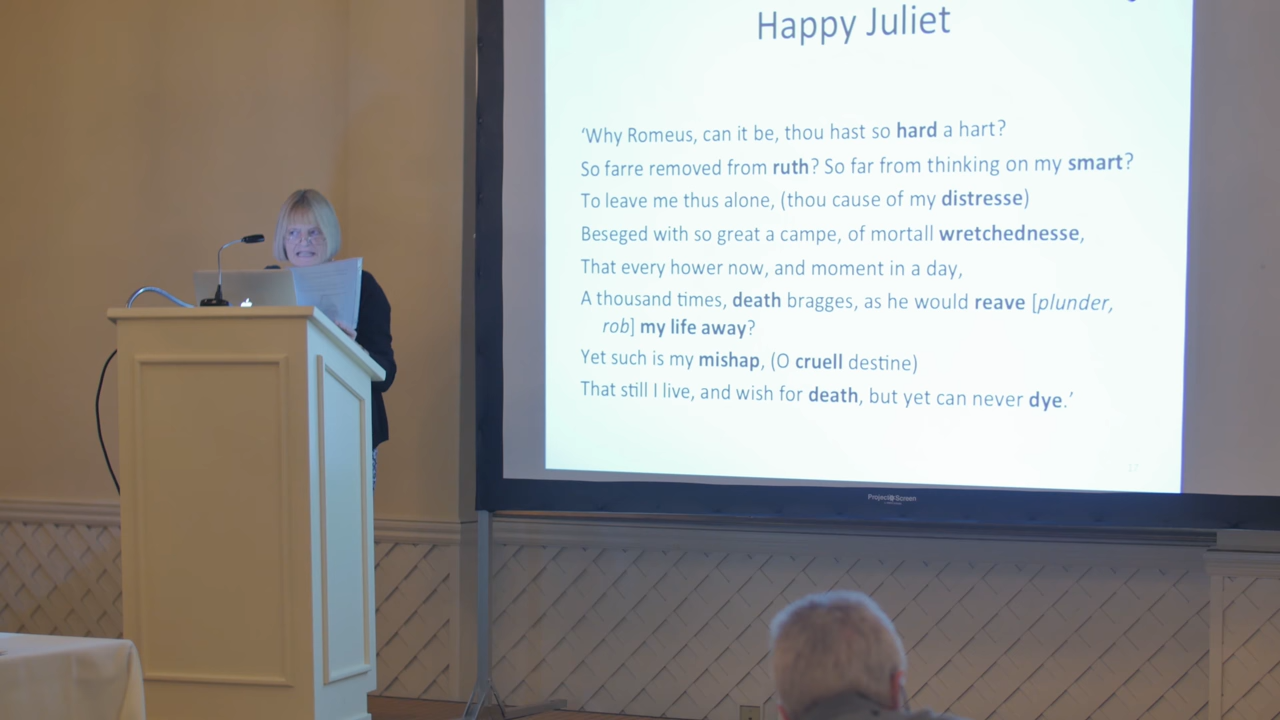 Happy Juliet
‘Why Romeus, can it be, thou hast so hard a hart?
So farre removed from ruth? So far from thinking on my smart?
To leave me thus alone, (thou cause of my distresse)
Beseged with so great a campe, of mortall wretchednesse,
That every hower now, and moment in a day,
A thousand times, death bragges, as he would reave [plunder,
rob] my life away?
Yet such is my mishap, (O cruell destine)
That still I live, and wish for death, but yet can never dye.’
12
Project Screen